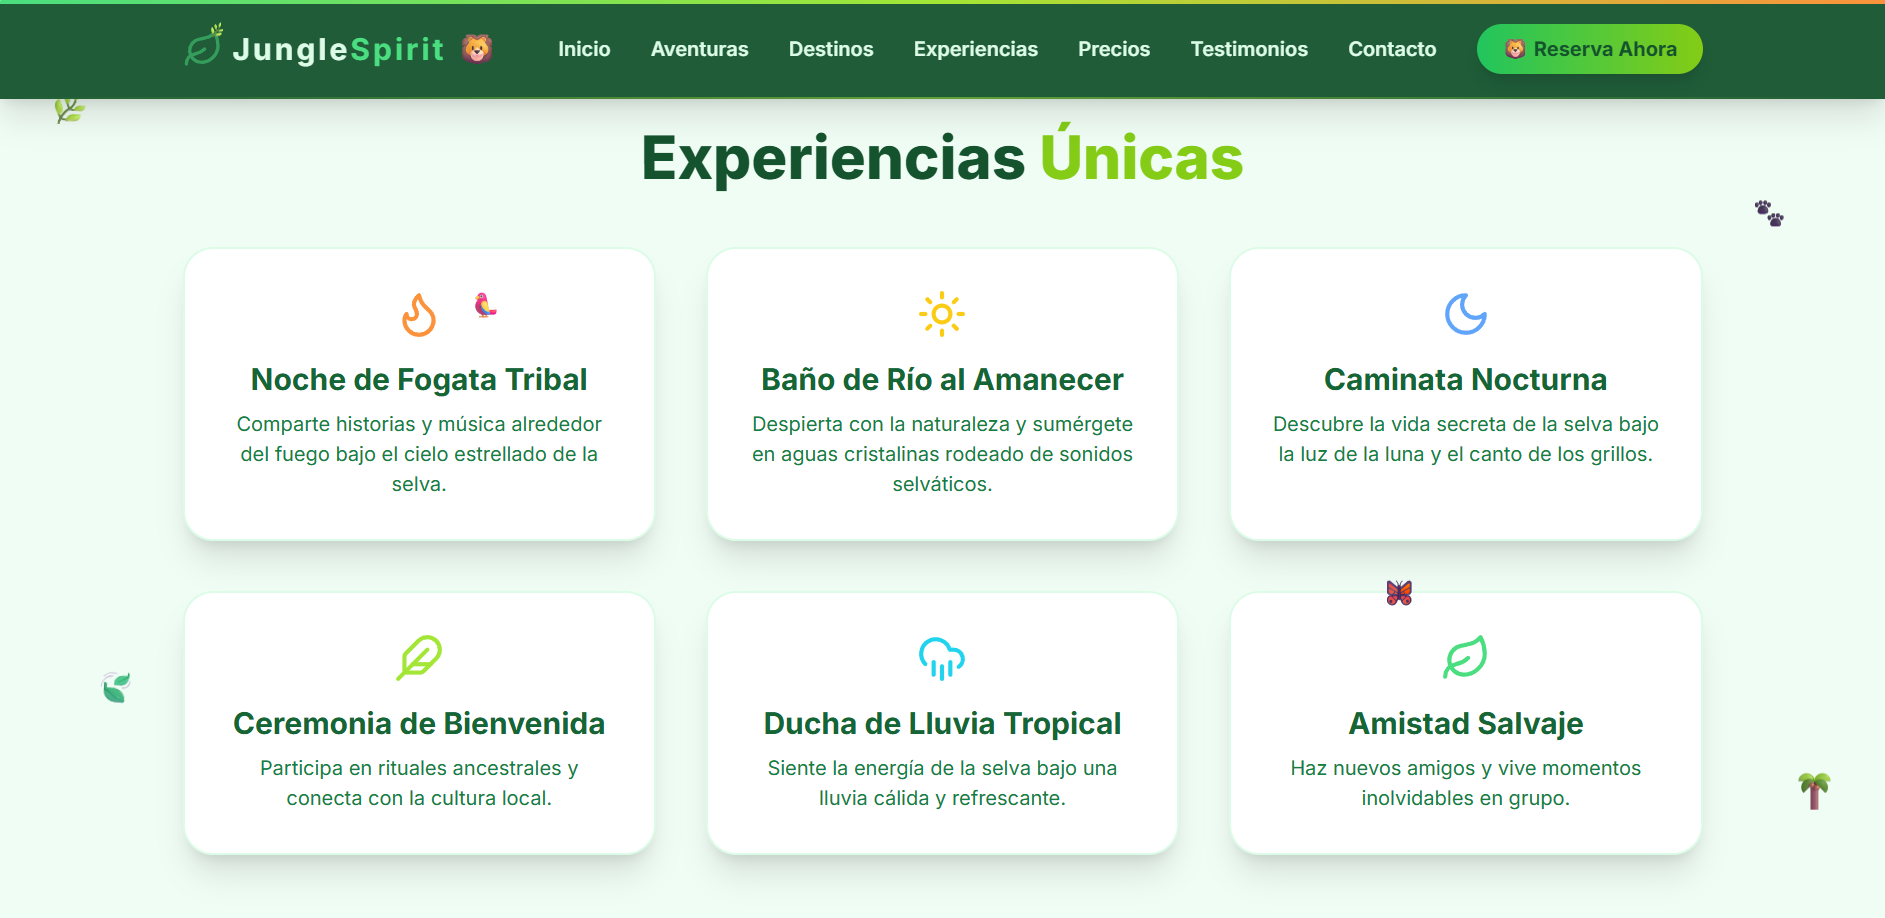 JungleSpirit
Inicio Aventuras Destinos Experiencias Precios Testimonios Contacto Reserva Ahora
Experiencias Únicas
Noche de Fogata Tribal
Comparte historias y música alrededor
del fuego bajo el cielo estrellado de la
selva.
Baño de Río al Amanecer
Despierta con la naturaleza y sumérgete
en aguas cristalinas rodeado de sonidos
selváticos.
Caminata Nocturna
Descubre la vida secreta de la selva bajo
la luz de la luna y el canto de los grillos.
Ceremonia de Bienvenida
Participa en rituales ancestrales y
conecta con la cultura local.
Ducha de Lluvia Tropical
Siente la energía de la selva bajo una
lluvia cálida y refrescante.
Amistad Salvaje
Haz nuevos amigos y vive momentos
inolvidables en grupo.